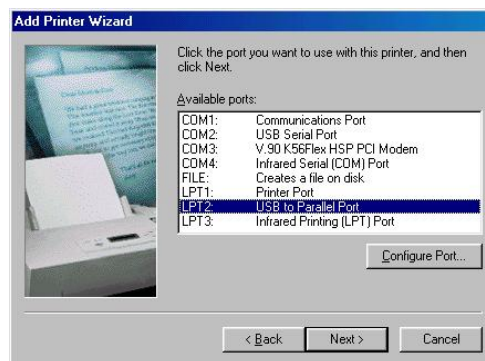 Add Printer Wizard
Click the port you want to use with this printer, and then
click Next.
Available ports:
COM1: Communications Port
COM2: USB Serial Port
COM3: V.90 K56Flex HSP PCI Modem
COM4: Infrared Serial (COM) Port
FILE: Creates a file on disk
LPT1: Printer Port
LPT2: USB to Parallel Port
LPT3: Infrared Printing (LPT) Port
Configure Port...
< Back
Next >
Cancel